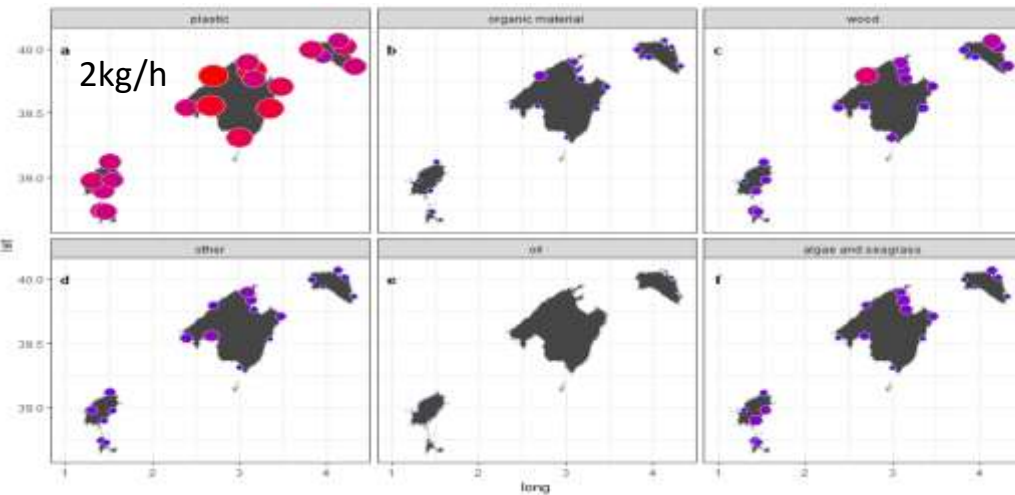 plastic
organic material
wood
40.0
a
2kg/h
b
c
39.5
39.0
lat
other
oil
algae and seagrass
40.0
d
e
f
39.5
39.0
1 2 3 4
1 2 3 4
1 2 3 4
long